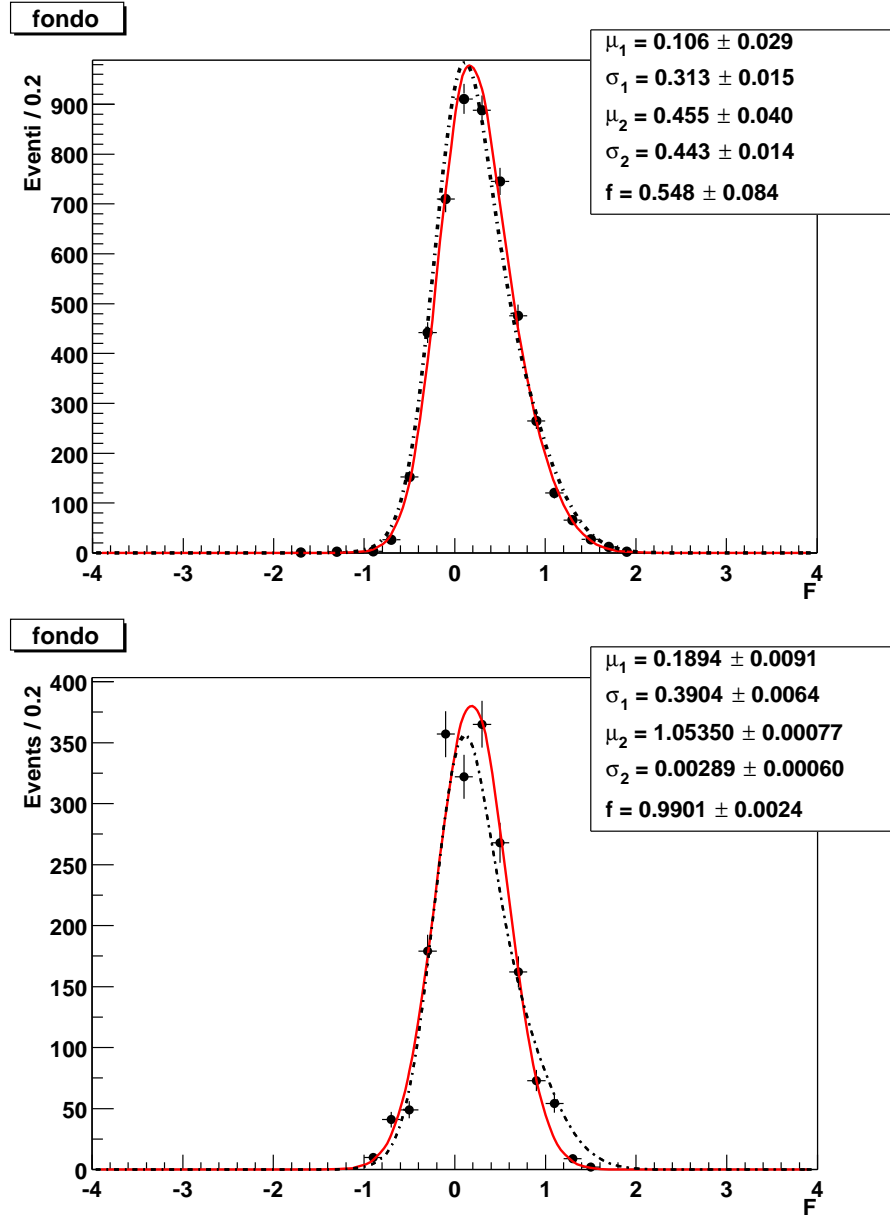 fondo
μ1 = 0.106 ± 0.029
σ1 = 0.313 ± 0.015
μ2 = 0.455 ± 0.040
σ2 = 0.443 ± 0.014
f = 0.548 ± 0.084
Eventi / 0.2
900
800
700
600
500
400
300
200
100
0
-4 -3 -2 -1 0 1 2 3 4
F
fondo
μ1 = 0.1894 ± 0.0091
σ1 = 0.3904 ± 0.0064
μ2 = 1.05350 ± 0.00077
σ2 = 0.00289 ± 0.00060
f = 0.9901 ± 0.0024
Events / 0.2
400
350
300
250
200
150
100
50
0
-4 -3 -2 -1 0 1 2 3 4
F